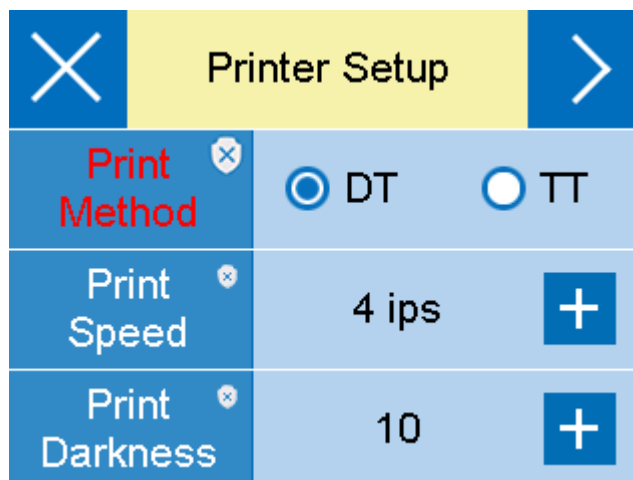 Printer Setup
Print
Method
DT
TT
Print
Speed
4 ips
Print
Darkness
10